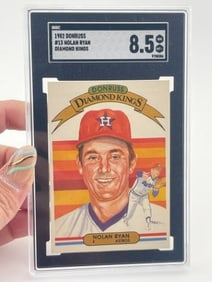 1982 DONRUSS
#13 NOLAN RYAN
DIAMOND KINGS
8.5
DONRUSS
DIAMOND KINGS
H
NOLAN RYAN
P ASTROS